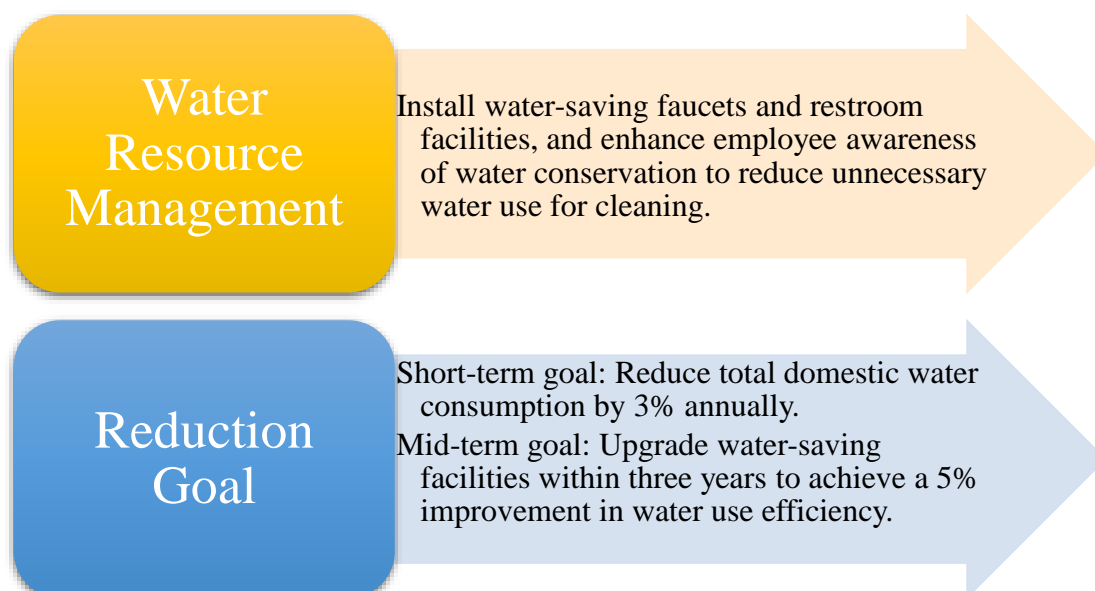 Water
Resource
Management
Install water-saving faucets and restroom
facilities, and enhance employee awareness
of water conservation to reduce unnecessary
water use for cleaning.
Reduction
Goal
Short-term goal: Reduce total domestic water
consumption by 3% annually.
Mid-term goal: Upgrade water-saving
facilities within three years to achieve a 5%
improvement in water use efficiency.